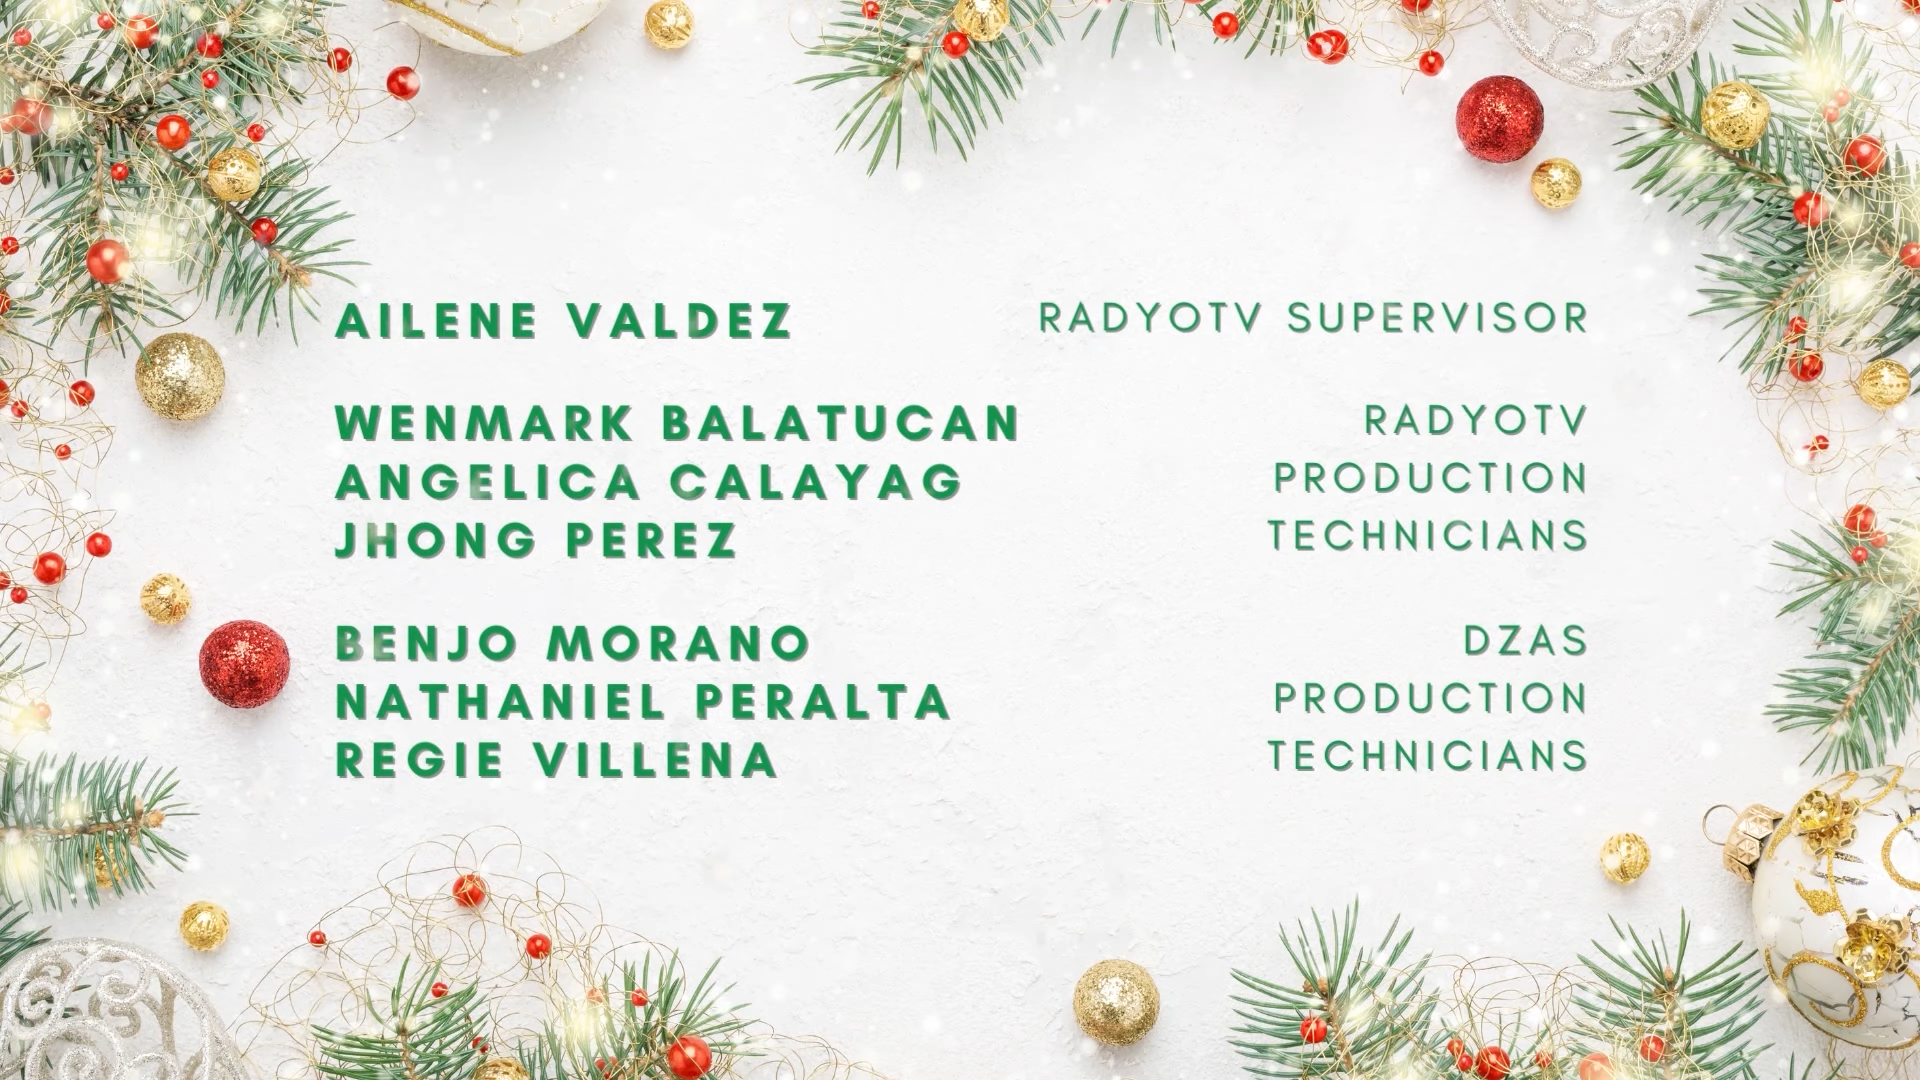 AILENE VALDEZ RADYOTV SUPERVISOR
WENMARK BALATUCAN RADYOTV
ANGELICA CALAYAG PRODUCTION
JHONG PEREZ TECHNICIANS
BENJO MORANO DZAS
NATHANIEL PERALTA PRODUCTION
REGIE VILLENA TECHNICIANS